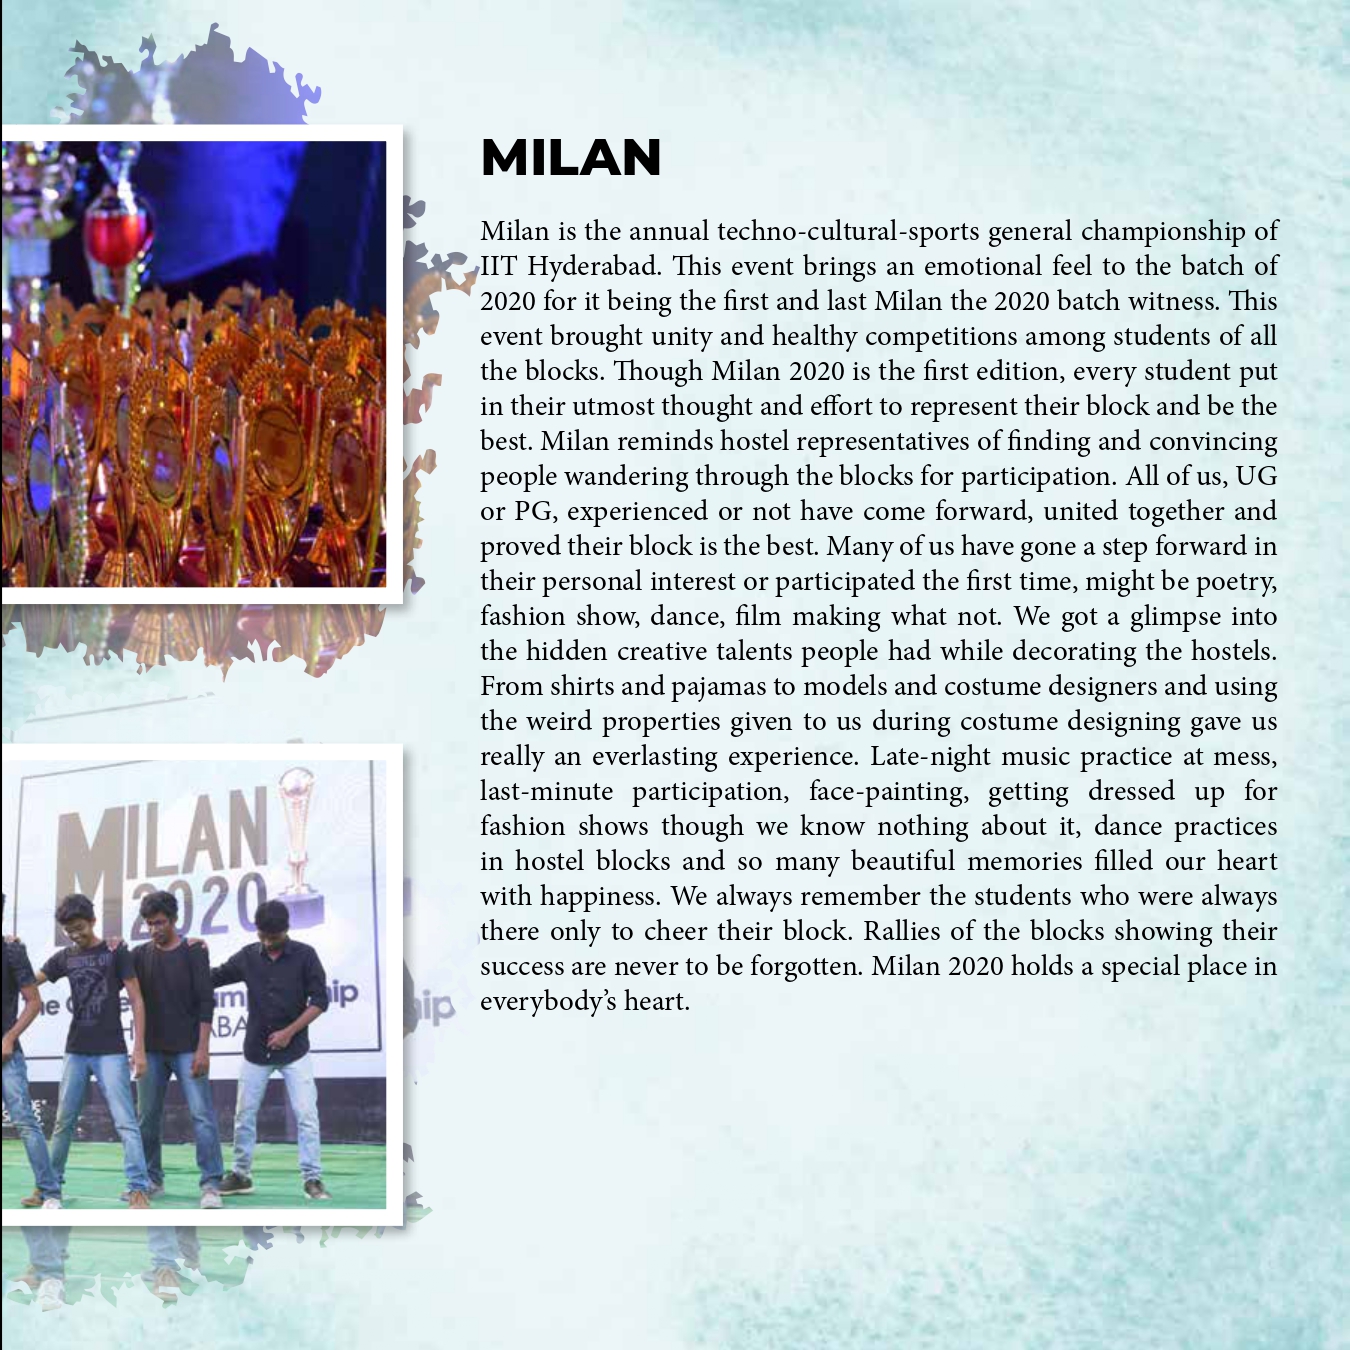 MILAN
Milan is the annual techno-cultural-sports general championship of
IIT Hyderabad. This event brings an emotional feel to the batch of
2020 for it being the first and last Milan the 2020 batch witness. This
event brought unity and healthy competitions among students of all
the blocks. Though Milan 2020 is the first edition, every student put
in their utmost thought and effort to represent their block and be the
best. Milan reminds hostel representatives of finding and convincing
people wandering through the blocks for participation. All of us, UG
or PG, experienced or not have come forward, united together and
proved their block is the best. Many of us have gone a step forward in
their personal interest or participated the first time, might be poetry,
fashion show, dance, film making what not. We got a glimpse into
the hidden creative talents people had while decorating the hostels.
From shirts and pajamas to models and costume designers and using
the weird properties given to us during costume designing gave us
really an everlasting experience. Late-night music practice at mess,
last-minute participation, face-painting, getting dressed up for
fashion shows though we know nothing about it, dance practices
in hostel blocks and so many beautiful memories filled our heart
with happiness. We always remember the students who were always
there only to cheer their block. Rallies of the blocks showing their
success are never to be forgotten. Milan 2020 holds a special place in
everybody's heart.
MILAN
2020